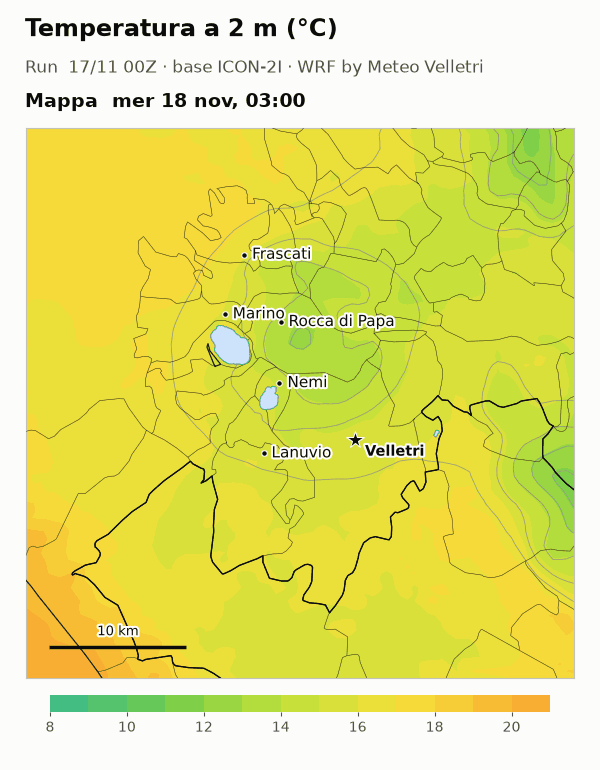 Temperatura a 2 m (°C)
Run  17/11 00Z · base ICON-2I · WRF by Meteo Velletri
Mappa  mer 18 nov, 03:00
Frascati
Marino
Rocca di Papa
Nemi
Velletri
Lanuvio
10 km
8 10 12 14 16 18 20